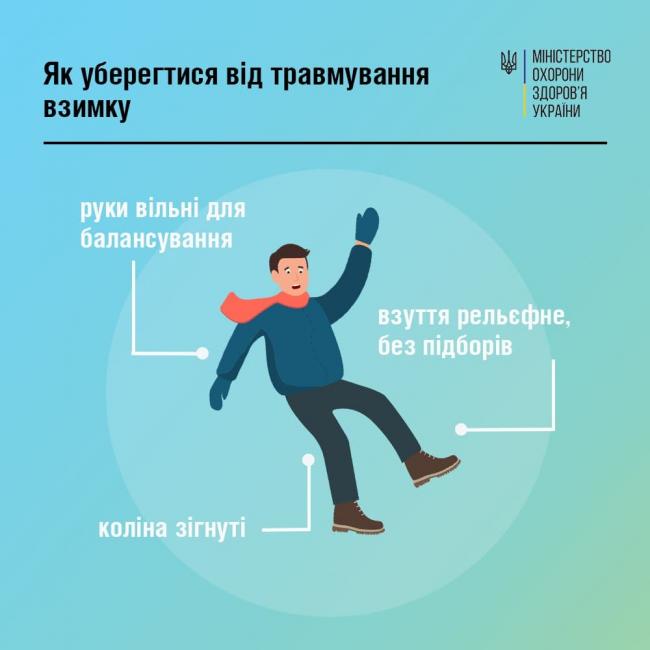 Як уберегтися від травмування
взимку
МІНІСТЕРСТВО
ОХОРОНИ
ЗДОРОВ'Я
УКРАЇНИ
руки вільні для
балансування
взуття рельєфне,
без підборів
коліна зігнуті